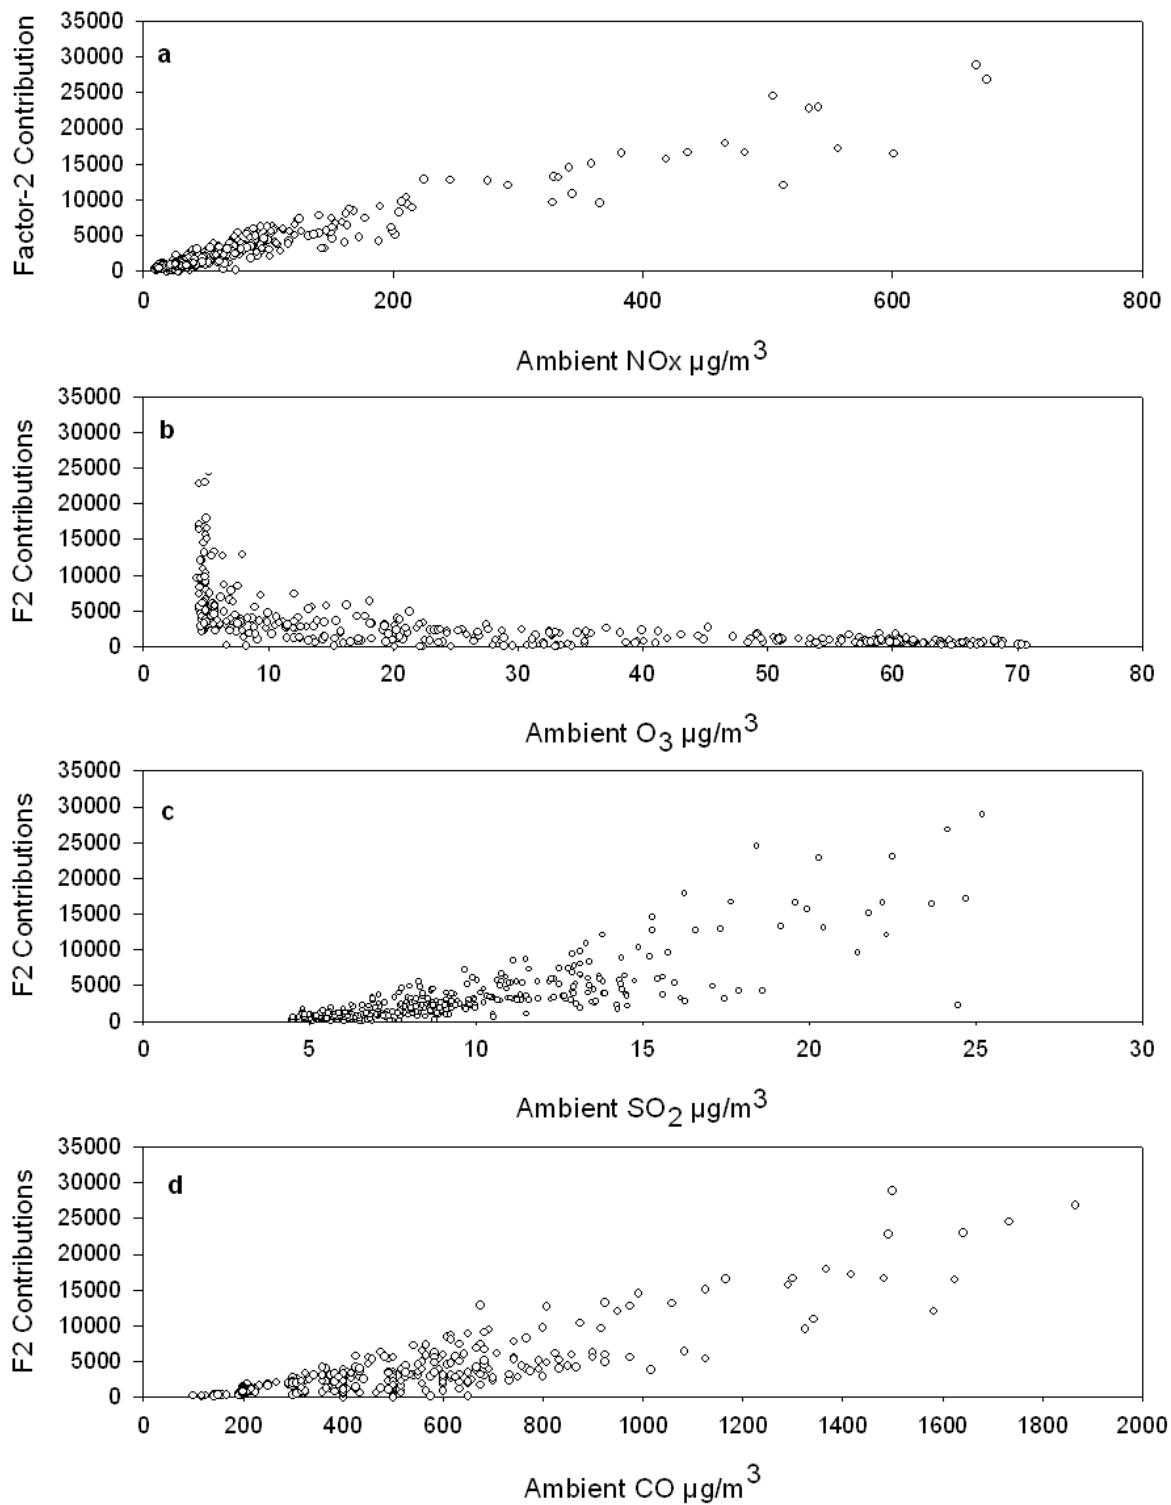 35000
30000
25000
20000
15000
10000
5000
0
Factor-2 Contribution
a
0 200 400 600 800
Ambient NOx µg/m³
35000
30000
25000
20000
15000
10000
5000
0
F2 Contributions
b
0 10 20 30 40 50 60 70 80
Ambient O₃ µg/m³
35000
30000
25000
20000
15000
10000
5000
0
F2 Contributions
c
0 5 10 15 20 25 30
Ambient SO₂ µg/m³
35000
30000
25000
20000
15000
10000
5000
0
F2 Contributions
d
0 200 400 600 800 1000 1200 1400 1600 1800 2000
Ambient CO µg/m³